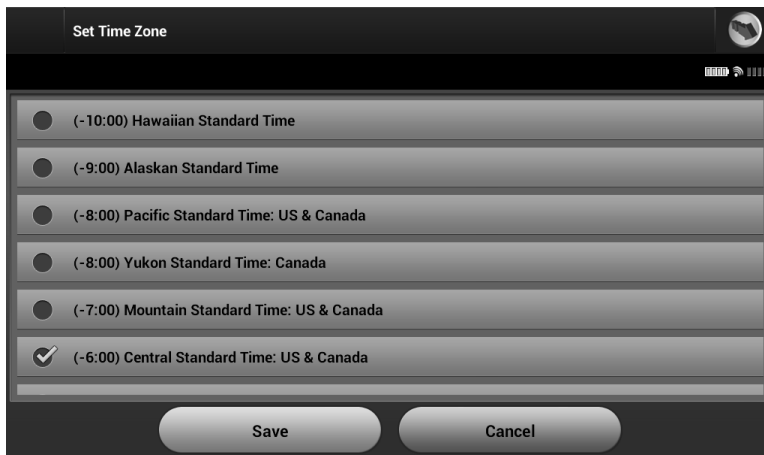 Set Time Zone
(-10:00) Hawaiian Standard Time
(-9:00) Alaskan Standard Time
(-8:00) Pacific Standard Time: US & Canada
(-8:00) Yukon Standard Time: Canada
(-7:00) Mountain Standard Time: US & Canada
(-6:00) Central Standard Time: US & Canada
Save Cancel